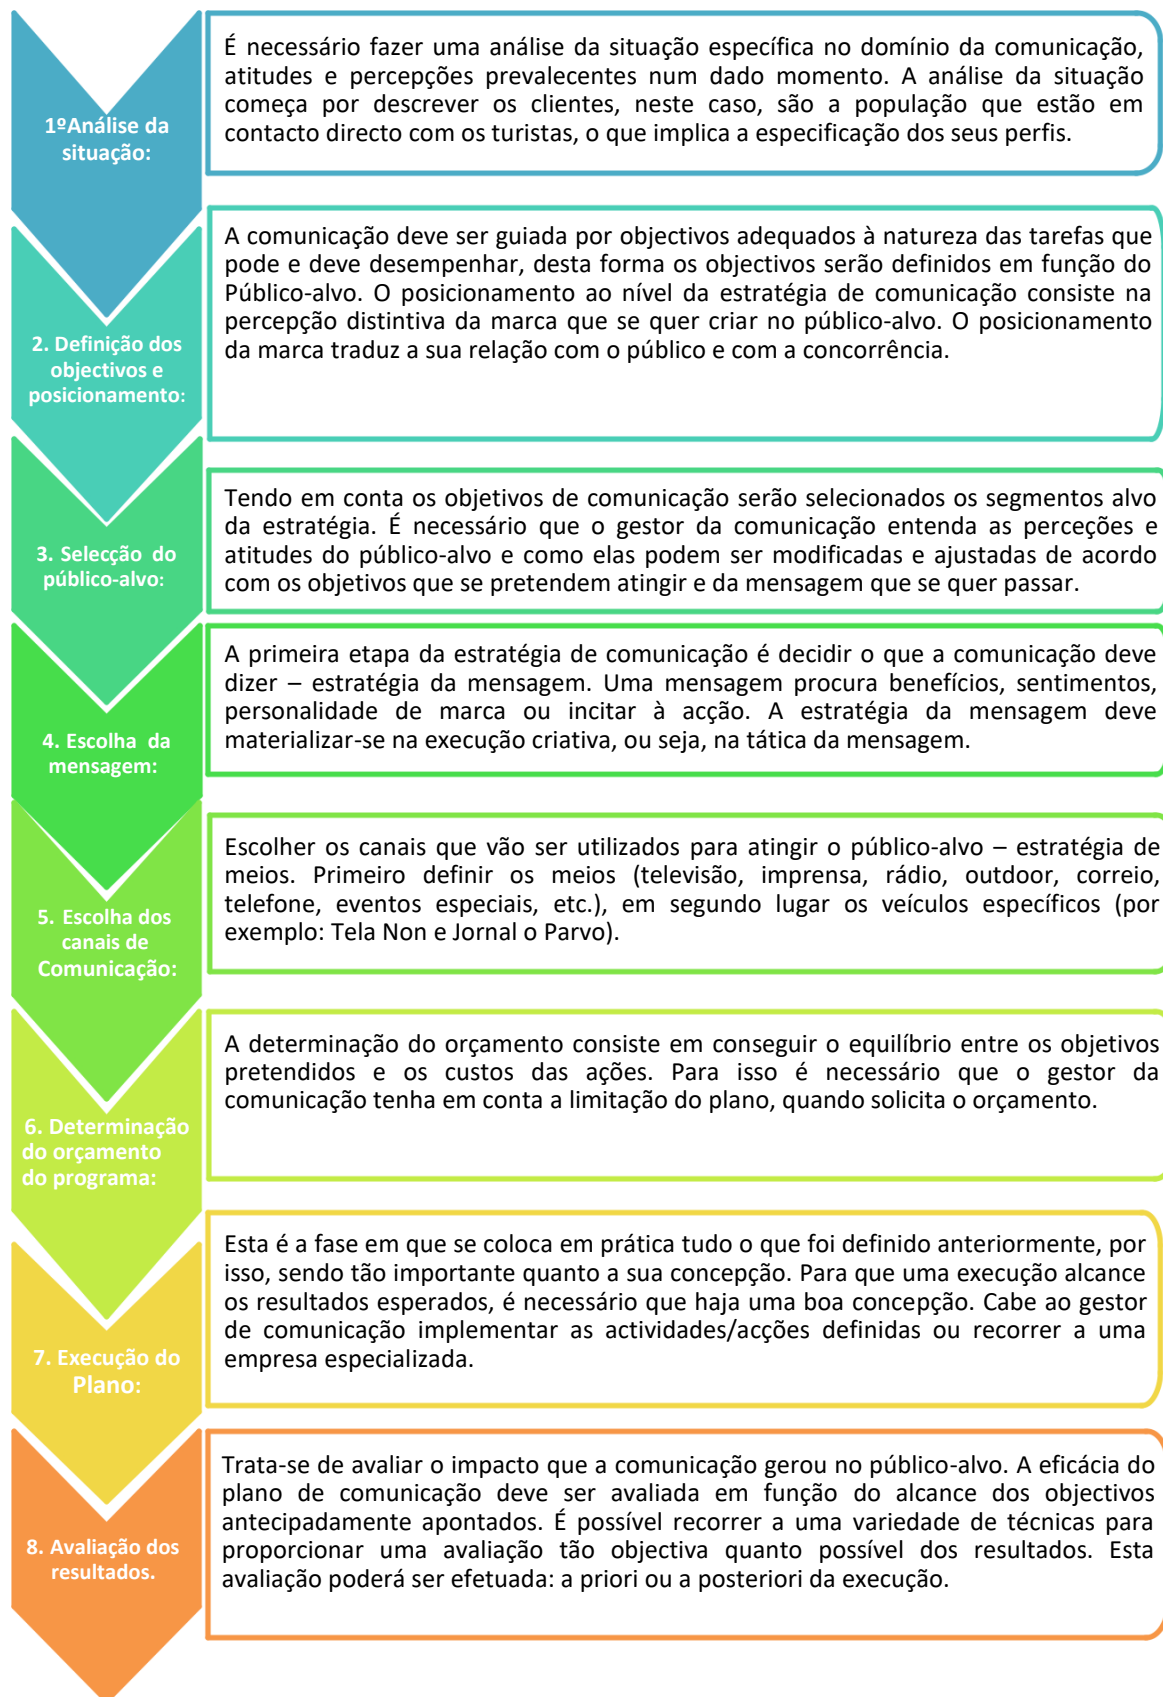 1ºAnálise da
situação:
É necessário fazer uma análise da situação específica no domínio da comunicação,
atitudes e percepções prevalecentes num dado momento. A análise da situação
começa por descrever os clientes, neste caso, são a população que estão em
contacto directo com os turistas, o que implica a especificação dos seus perfis.
2. Definição dos
objectivos e
posicionamento:
A comunicação deve ser guiada por objectivos adequados à natureza das tarefas que
pode e deve desempenhar, desta forma os objectivos serão definidos em função do
Público-alvo. O posicionamento ao nível da estratégia de comunicação consiste na
percepção distintiva da marca que se quer criar no público-alvo. O posicionamento
da marca traduz a sua relação com o público e com a concorrência.
3. Selecção do
público-alvo:
Tendo em conta os objetivos de comunicação serão selecionados os segmentos alvo
da estratégia. É necessário que o gestor da comunicação entenda as perceções e
atitudes do público-alvo e como elas podem ser modificadas e ajustadas de acordo
com os objetivos que se pretendem atingir e da mensagem que se quer passar.
4. Escolha da
mensagem:
A primeira etapa da estratégia de comunicação é decidir o que a comunicação deve
dizer – estratégia da mensagem. Uma mensagem procura benefícios, sentimentos,
personalidade de marca ou incitar à acção. A estratégia da mensagem deve
materializar-se na execução criativa, ou seja, na tática da mensagem.
5. Escolha dos
canais de
Comunicação:
Escolher os canais que vão ser utilizados para atingir o público-alvo – estratégia de
meios. Primeiro definir os meios (televisão, imprensa, rádio, outdoor, correio,
telefone, eventos especiais, etc.), em segundo lugar os veículos específicos (por
exemplo: Tela Non e Jornal o Parvo).
6. Determinação
do orçamento
do programa:
A determinação do orçamento consiste em conseguir o equilíbrio entre os objetivos
pretendidos e os custos das ações. Para isso é necessário que o gestor da
comunicação tenha em conta a limitação do plano, quando solicita o orçamento.
7. Execução do
Plano:
Esta é a fase em que se coloca em prática tudo o que foi definido anteriormente, por
isso, sendo tão importante quanto a sua concepção. Para que uma execução alcance
os resultados esperados, é necessário que haja uma boa concepção. Cabe ao gestor
de comunicação implementar as actividades/acções definidas ou recorrer a uma
empresa especializada.
8. Avaliação dos
resultados.
Trata-se de avaliar o impacto que a comunicação gerou no público-alvo. A eficácia do
plano de comunicação deve ser avaliada em função do alcance dos objectivos
antecipadamente apontados. É possível recorrer a uma variedade de técnicas para
proporcionar uma avaliação tão objectiva quanto possível dos resultados. Esta
avaliação poderá ser efetuada: a priori ou a posteriori da execução.